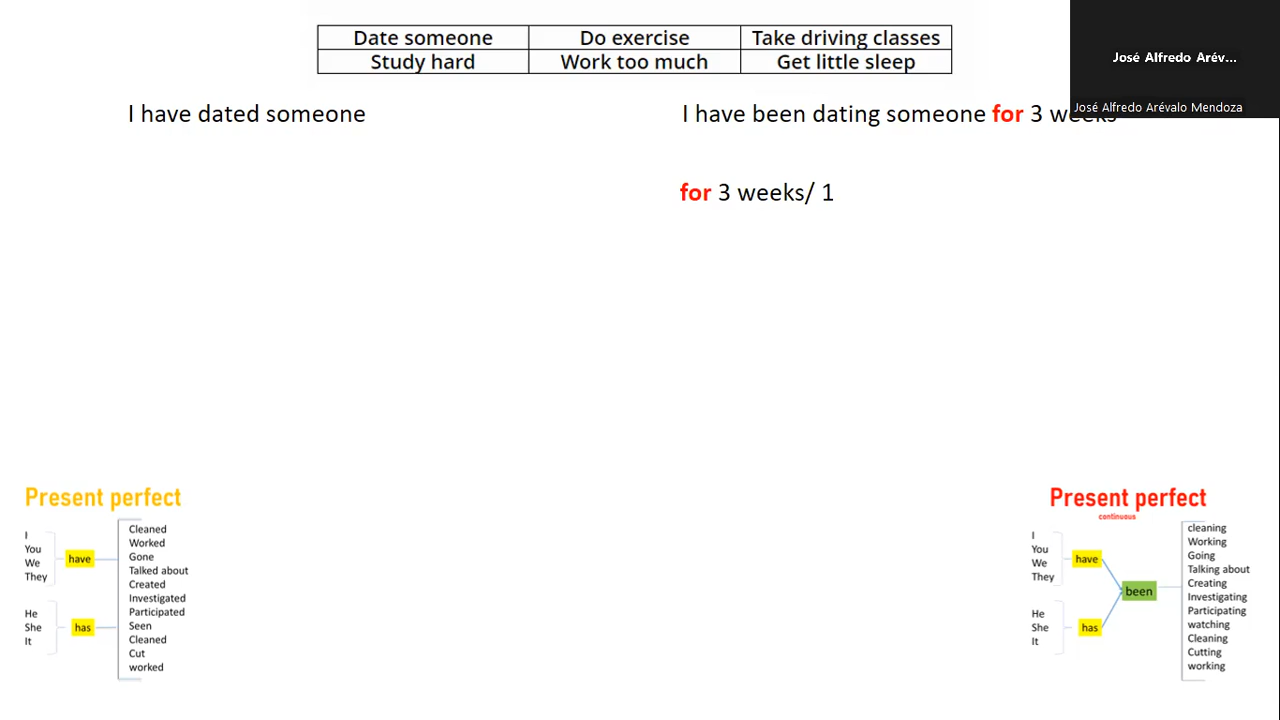 Date someone Do exercise Take driving classes
Study hard Work too much Get little sleep
José Alfredo Arév...
José Alfredo Arévalo Mendoza
I have dated someone
I have been dating someone for 3 weeks
for 3 weeks/ 1
Present perfect
I
You
We
They
have
He
She
It
has
Cleaned
Worked
Gone
Talked about
Created
Investigated
Participated
Seen
Cleaned
Cut
worked
Present perfect
continuous
I
You
We
They
have
He
She
It
has
been
cleaning
Working
Going
Talking about
Creating
Investigating
Participating
watching
Cleaning
Cutting
working